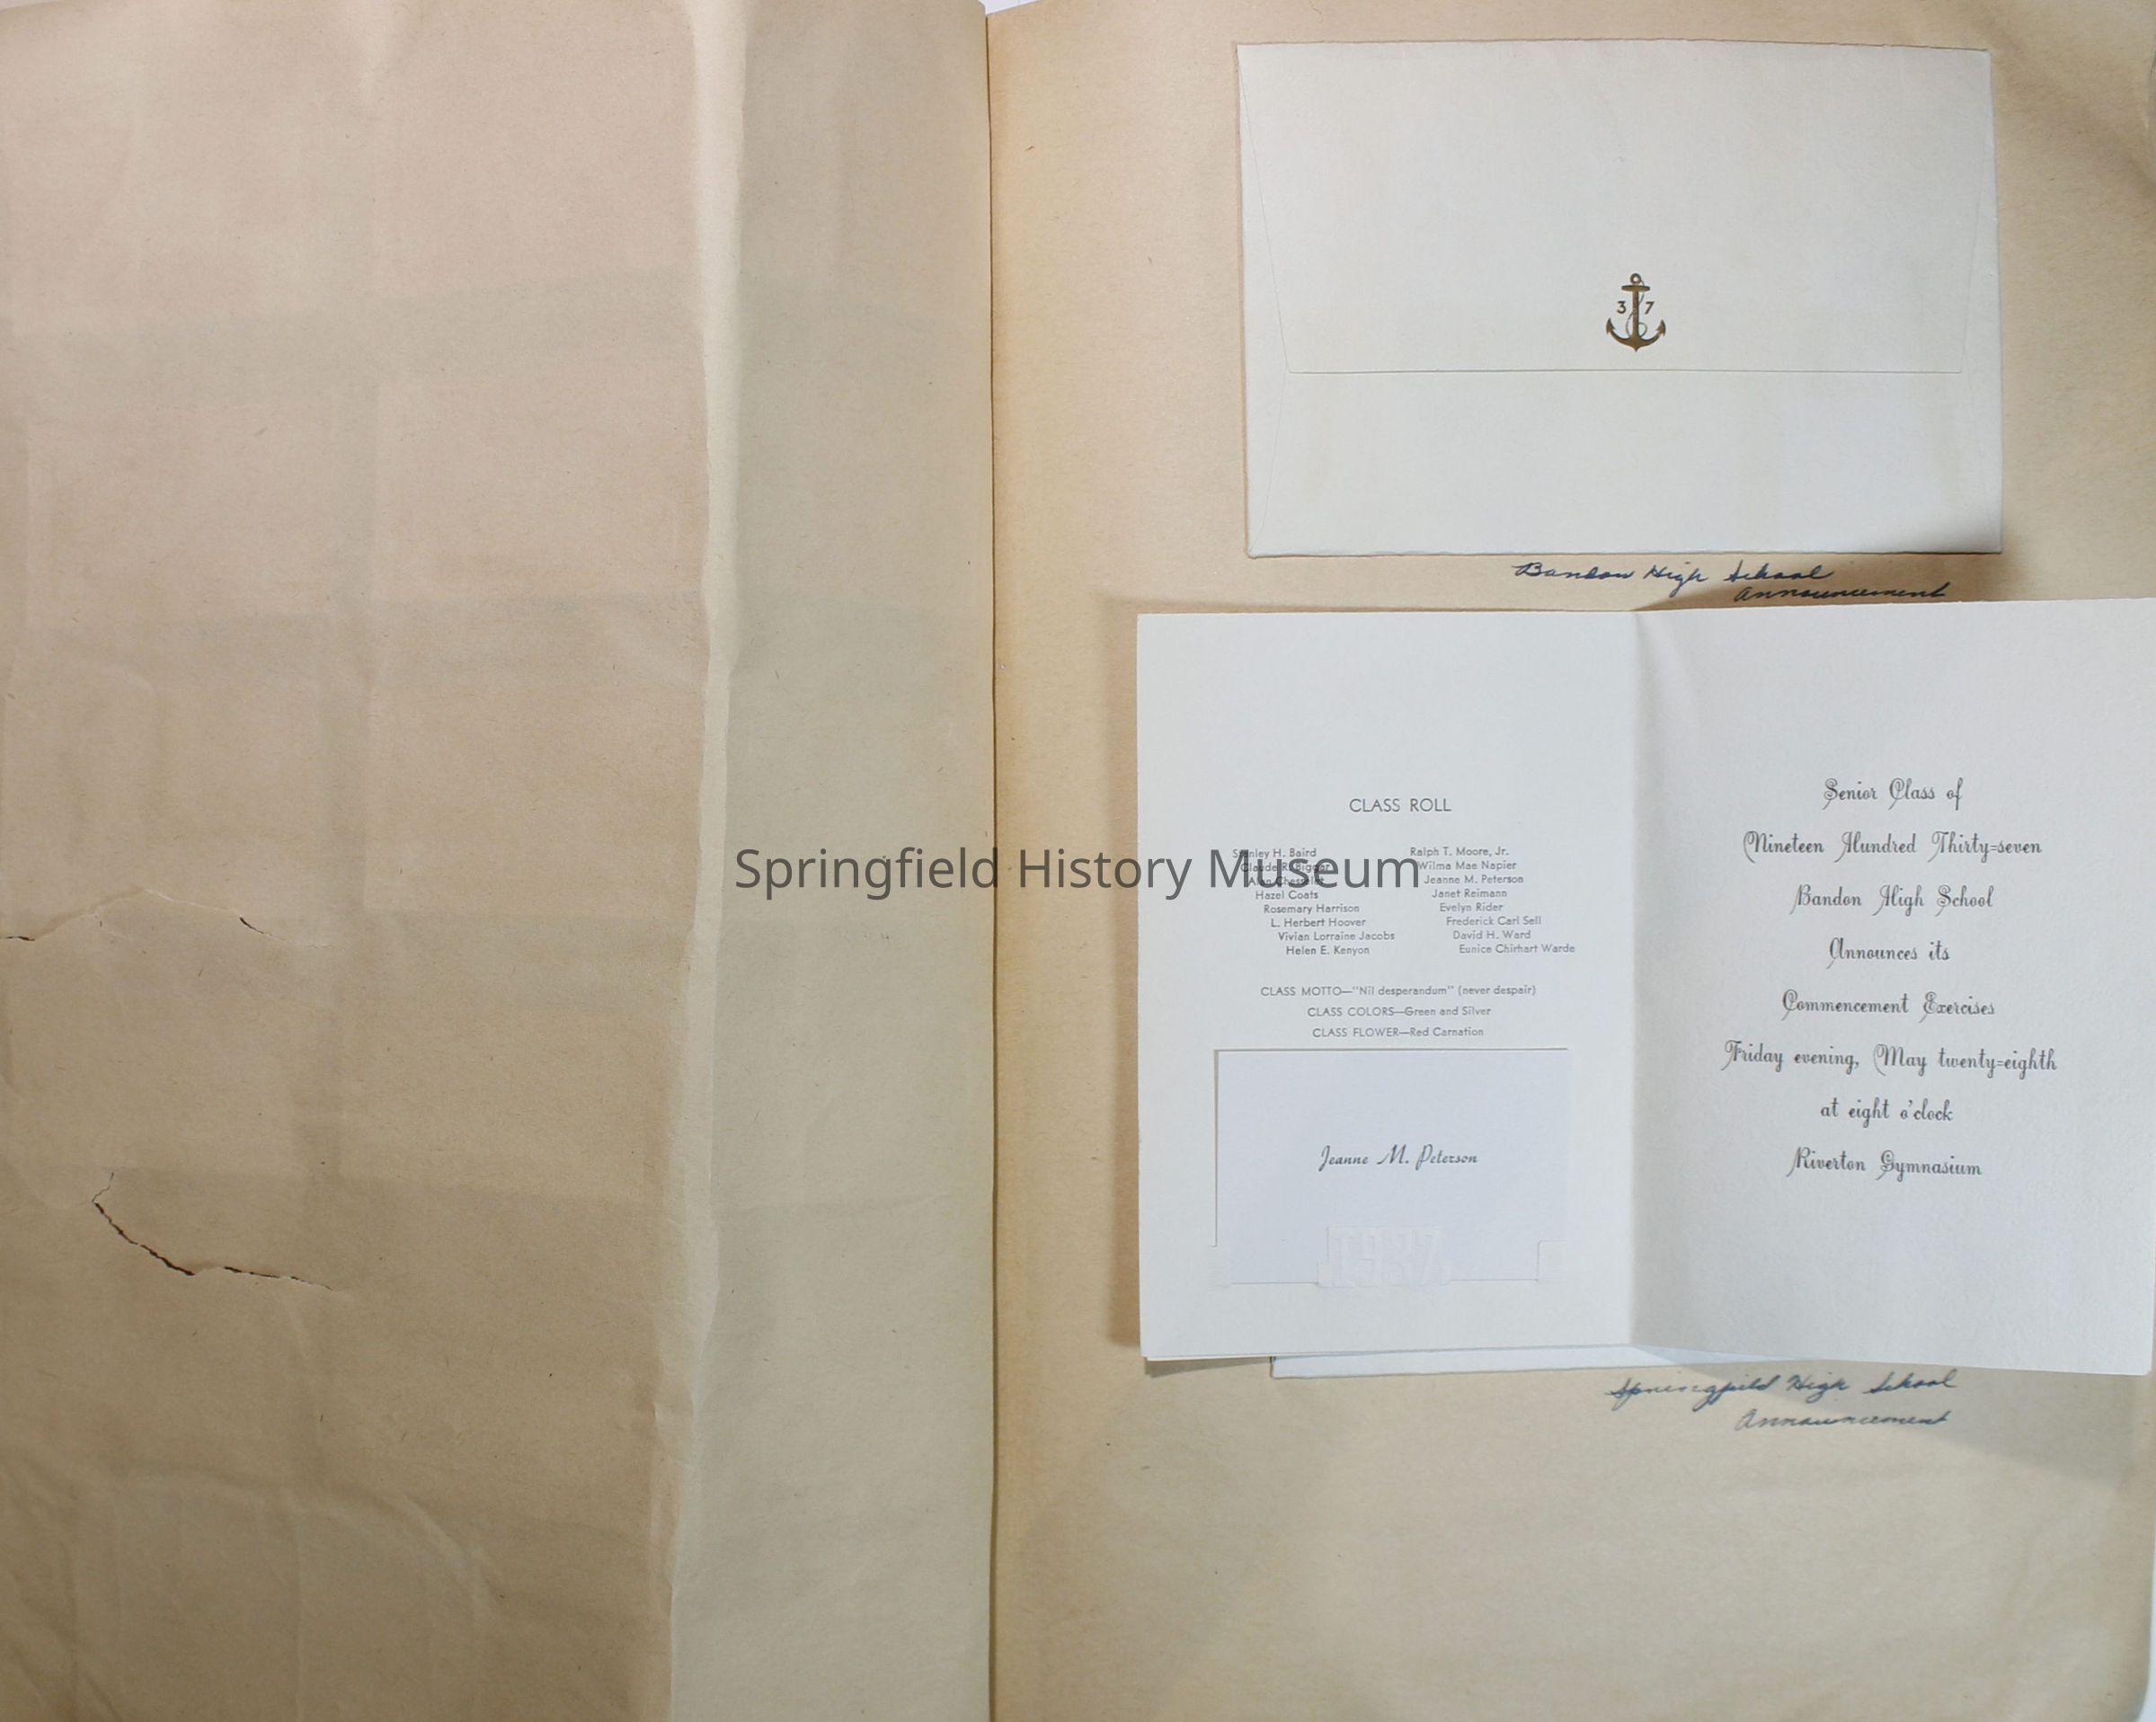 3 7
Bandon High School
Announcement
CLASS ROLL
Stanley H. Baird
Claude R. Biggar
Alan Chesselet
Hazel Coats
Rosemary Harrison
L. Herbert Hoover
Vivian Lorraine Jacobs
Helen E. Kenyon
Ralph T. Moore, Jr.
Wilma Mae Napier
Jeanne M. Peterson
Janet Reimann
Evelyn Rider
Frederick Carl Sell
David H. Ward
Eunice Chirhart Warde
CLASS MOTTO—"Nil desperandum" (never despair)
CLASS COLORS—Green and Silver
CLASS FLOWER—Red Carnation
Jeanne M. Peterson
1937
Senior Class of
Nineteen Hundred Thirty=seven
Bandon High School
Announces its
Commencement Exercises
Friday evening, May twenty=eighth
at eight o'clock
Riverton Gymnasium
Springfield High School
Announcement
Springfield History Museum